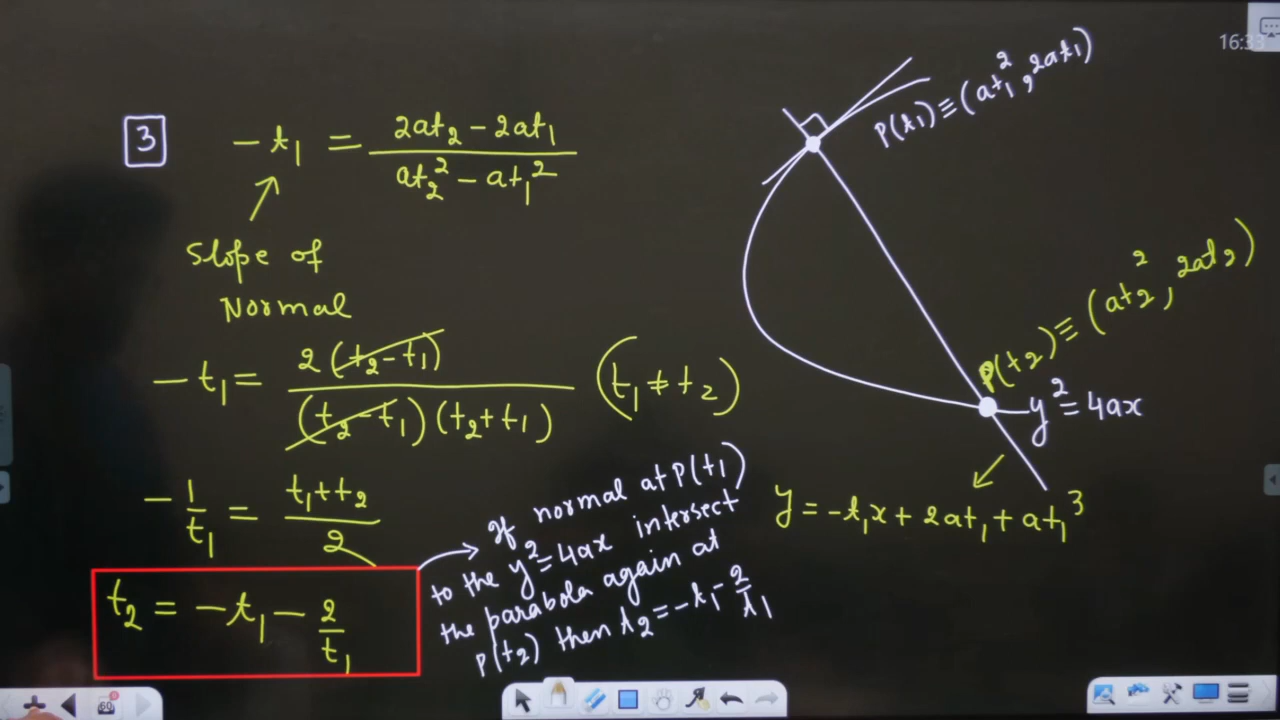 16:33
3
-t₁ = (2at₂ - 2at₁) / (at₂² - at₁²)
Slope of
Normal
-t₁ = 2(t₂ - t₁) / (t₂ - t₁)(t₂ + t₁) (t₁ ≠ t₂)
-1/t₁ = (t₁ + t₂) / 2
t₂ = -t₁ - 2/t₁
If normal at P(t₁)
to the y² = 4ax intersect
the parabola again at
P(t₂) then t₂ = -t₁ - 2/t₁
P(t₁) ≡ (at₁², 2at₁)
P(t₂) ≡ (at₂², 2at₂)
y² = 4ax
y = -t₁x + 2at₁ + at₁³